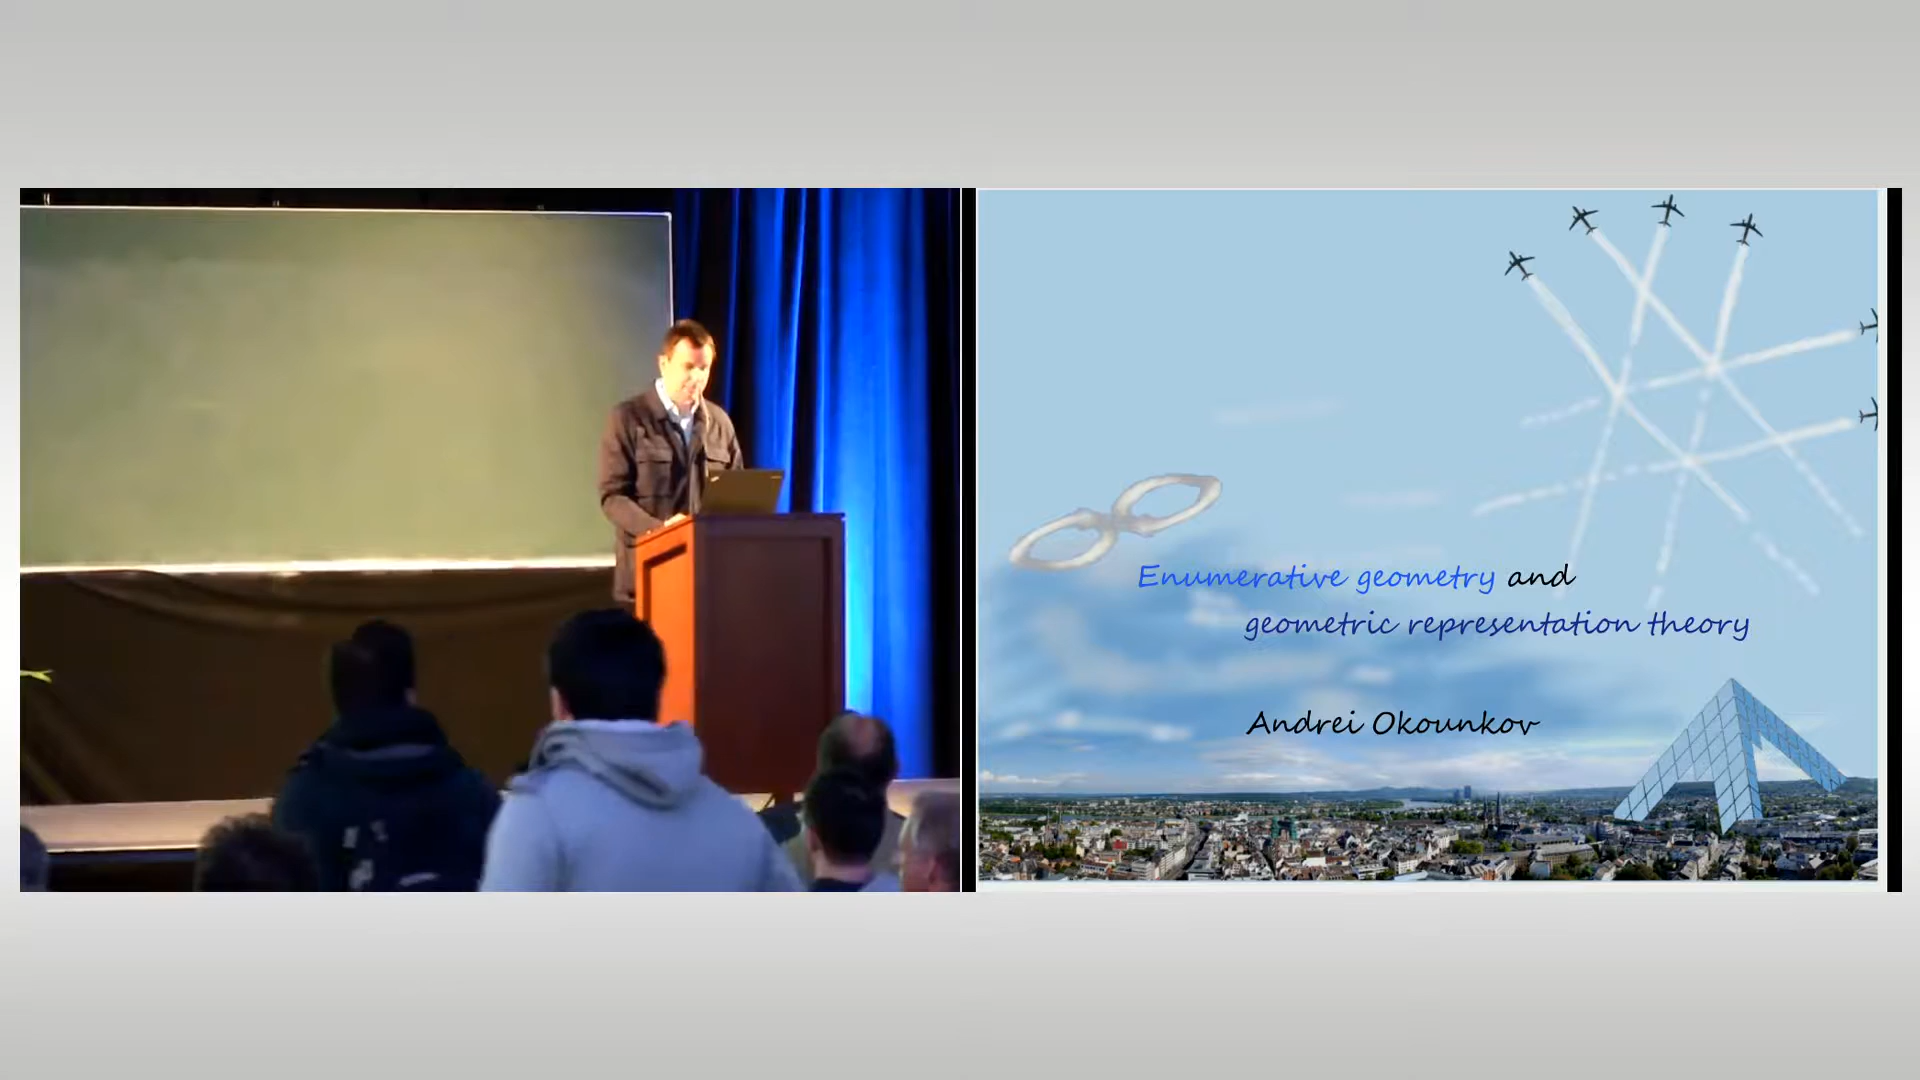 Enumerative geometry and
geometric representation theory
Andrei Okounkov